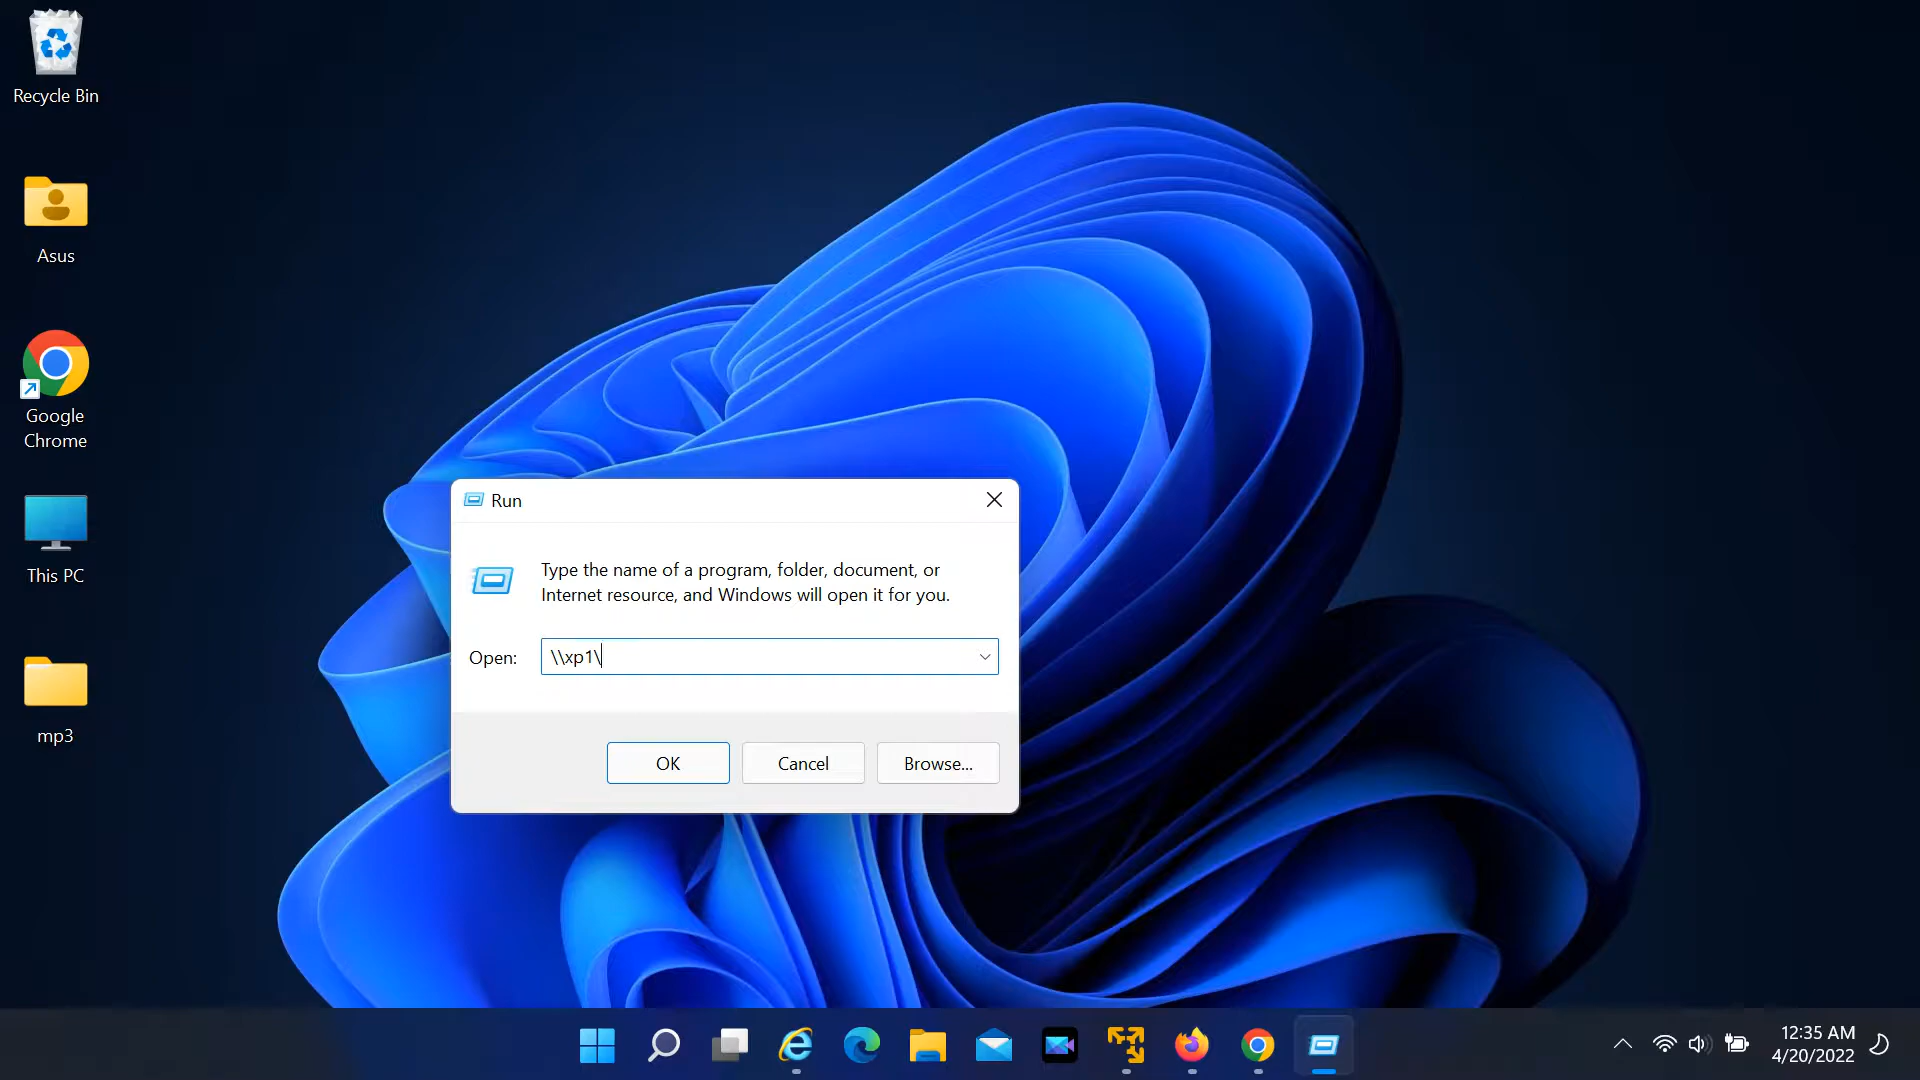 Recycle Bin
Asus
Google
Chrome
This PC
mp3
Run
Type the name of a program, folder, document, or
Internet resource, and Windows will open it for you.
Open: \\xp1\
OK Cancel Browse...
12:35 AM
4/20/2022